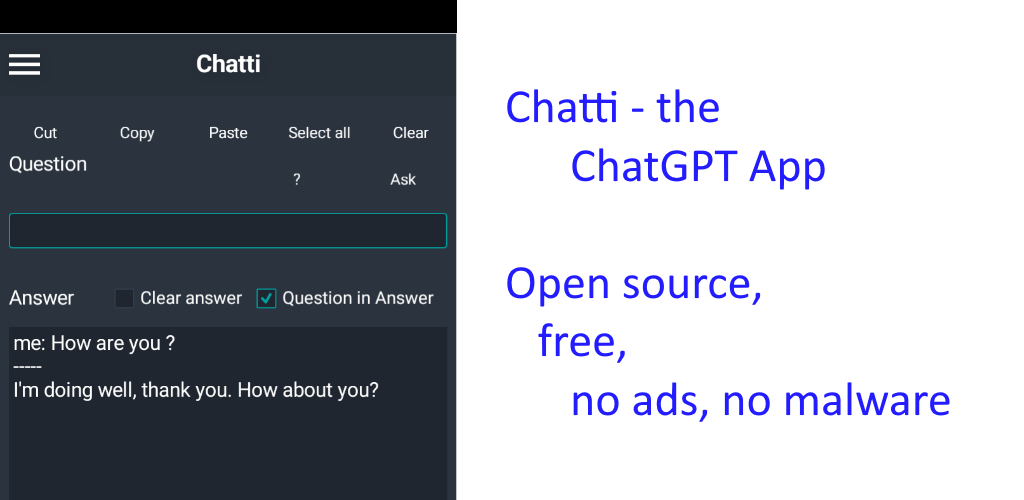 Chatti
Cut Copy Paste Select all Clear
Question
? Ask
Answer Clear answer Question in Answer
me: How are you ?
-----
I'm doing well, thank you. How about you?
Chatti - the
ChatGPT App
Open source,
free,
no ads, no malware